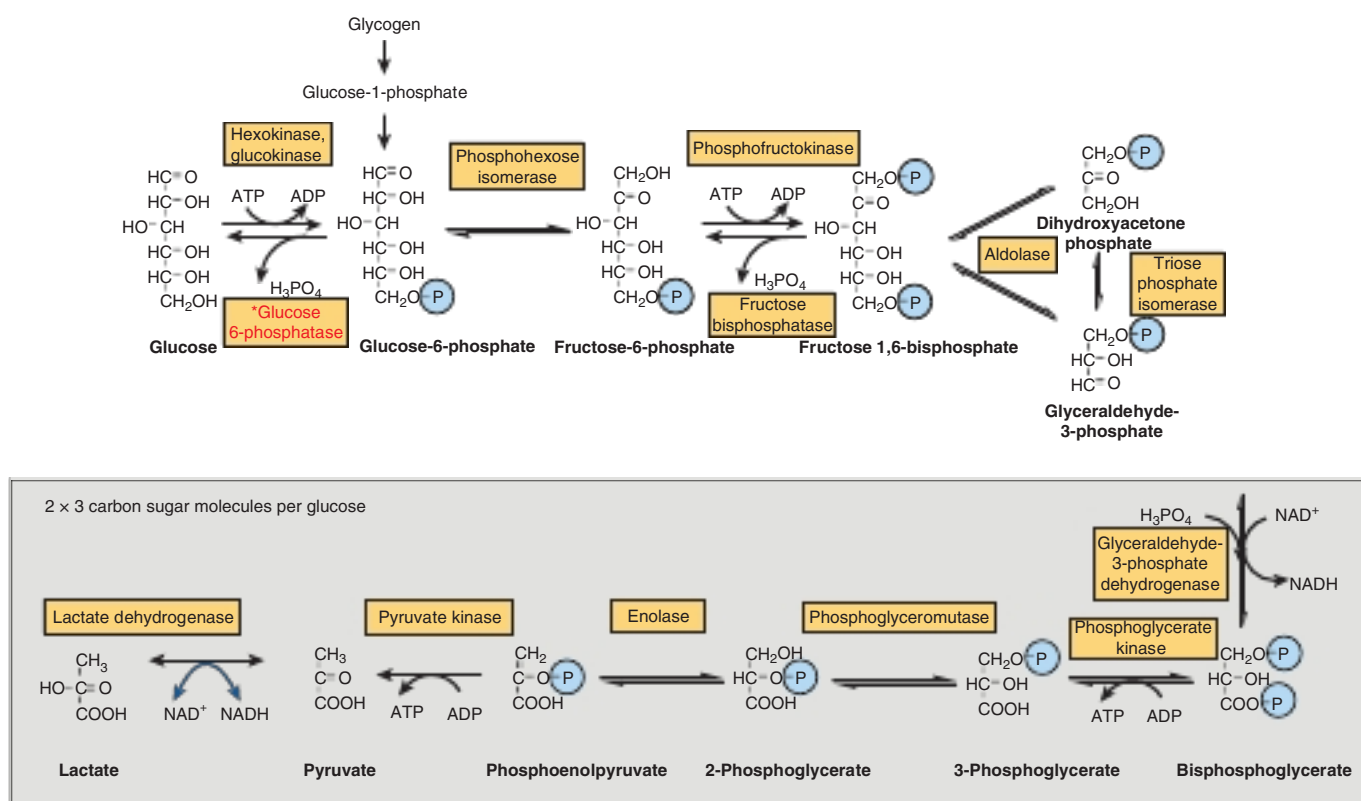 Glycogen
Glucose-1-phosphate
Hexokinase,
glucokinase
Phosphohexose
isomerase
Phosphofructokinase
HC=O
HC-OH
HO-CH
HC-OH
HC-OH
CH₂OH
Glucose
ATP
ADP
H₃PO₄
*Glucose
6-phosphatase
HC=O
HC-OH
HO-CH
HC-OH
HC-OH
CH₂O-P
Glucose-6-phosphate
CH₂OH
C=O
HO-CH
HC-OH
HC-OH
CH₂O-P
Fructose-6-phosphate
ATP
ADP
H₃PO₄
Fructose
bisphosphatase
CH₂O-P
C=O
HO-CH
HC-OH
HC-OH
CH₂O-P
Fructose 1,6-bisphosphate
Aldolase
CH₂O-P
C=O
CH₂OH
Dihydroxyacetone
phosphate
Triose
phosphate
isomerase
CH₂O-P
HC-OH
HC=O
Glyceraldehyde-
3-phosphate
2 × 3 carbon sugar molecules per glucose
H₃PO₄
NAD⁺
Glyceraldehyde-
3-phosphate
dehydrogenase
NADH
Lactate dehydrogenase
Pyruvate kinase
Enolase
Phosphoglyceromutase
Phosphoglycerate
kinase
CH₃
HO-C=O
COOH
NAD⁺
NADH
CH₃
C=O
COOH
ATP
ADP
CH₂
C-O-P
COOH
CH₂OH
HC-O-P
COOH
CH₂O-P
HC-OH
COOH
ATP
ADP
CH₂O-P
HC-OH
COO-P
Lactate
Pyruvate
Phosphoenolpyruvate
2-Phosphoglycerate
3-Phosphoglycerate
Bisphosphoglycerate